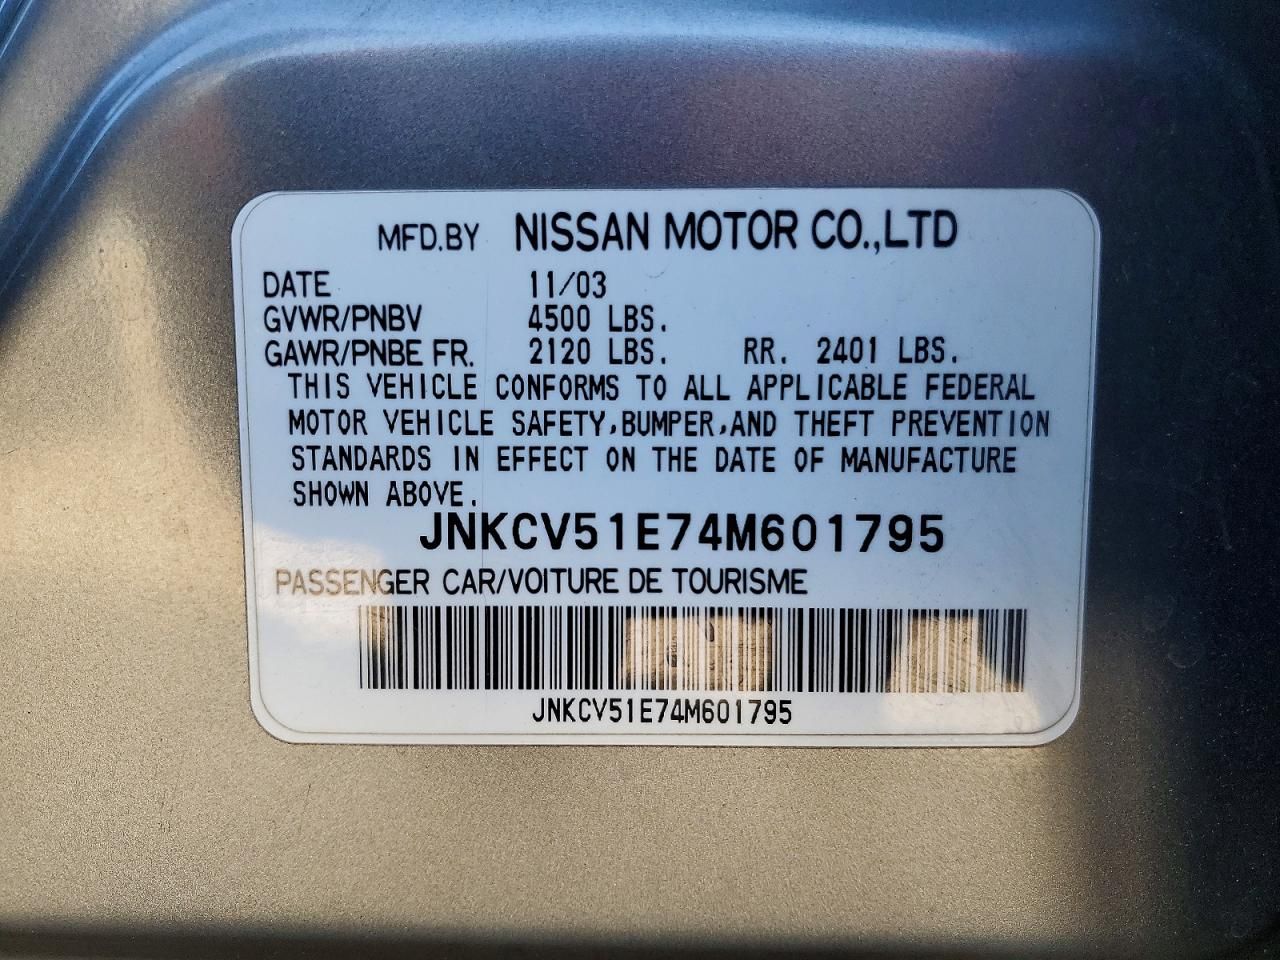 MFD.BY NISSAN MOTOR CO.,LTD
DATE 11/03
GVWR/PNBV 4500 LBS.
GAWR/PNBE FR. 2120 LBS. RR. 2401 LBS.
THIS VEHICLE CONFORMS TO ALL APPLICABLE FEDERAL
MOTOR VEHICLE SAFETY,BUMPER,AND THEFT PREVENTION
STANDARDS IN EFFECT ON THE DATE OF MANUFACTURE
SHOWN ABOVE.
JNKCV51E74M601795
PASSENGER CAR/VOITURE DE TOURISME
JNKCV51E74M601795